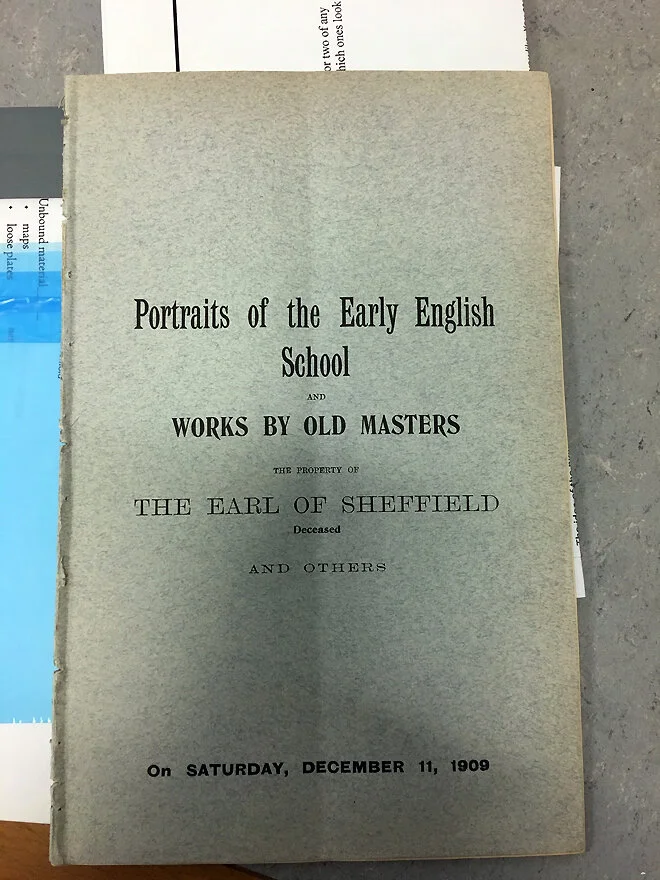 or two of any
hich ones look
Unbound material
• maps
• loose plates
Portraits of the Early English
School
AND
WORKS BY OLD MASTERS
THE PROPERTY OF
THE EARL OF SHEFFIELD
Deceased
AND OTHERS
On SATURDAY, DECEMBER 11, 1909